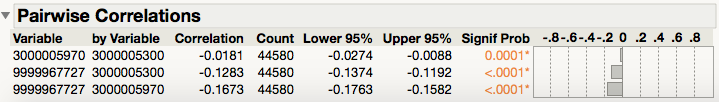 Pairwise Correlations
Variable by Variable Correlation Count Lower 95% Upper 95% Signif Prob -.8-.6-.4-.2 0 .2 .4 .6 .8
3000005970 3000005300 -0.0181 44580 -0.0274 -0.0088 0.0001*
9999967727 3000005300 -0.1283 44580 -0.1374 -0.1192 <.0001*
9999967727 3000005970 -0.1673 44580 -0.1763 -0.1582 <.0001*